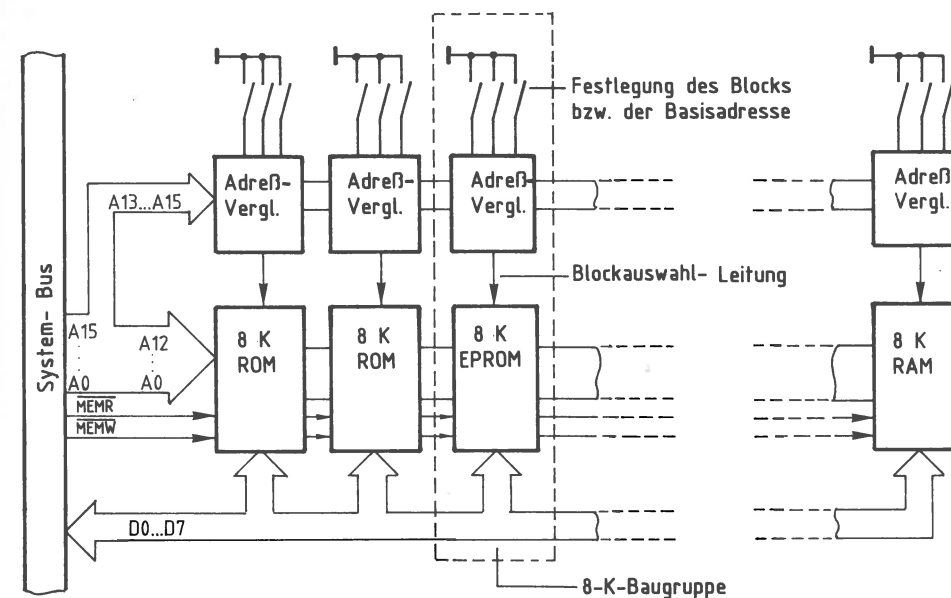 Festlegung des Blocks
bzw. der Basisadresse
Adreß-
Vergl.
Adreß-
Vergl.
Adreß-
Vergl.
Adreß
Vergl.
A13...A15
Blockauswahl- Leitung
System- Bus
A15
A0
A12
A0
MEMR
MEMW
8 K
ROM
8 K
ROM
8 K
EPROM
8 K
RAM
D0...D7
8-K-Baugruppe